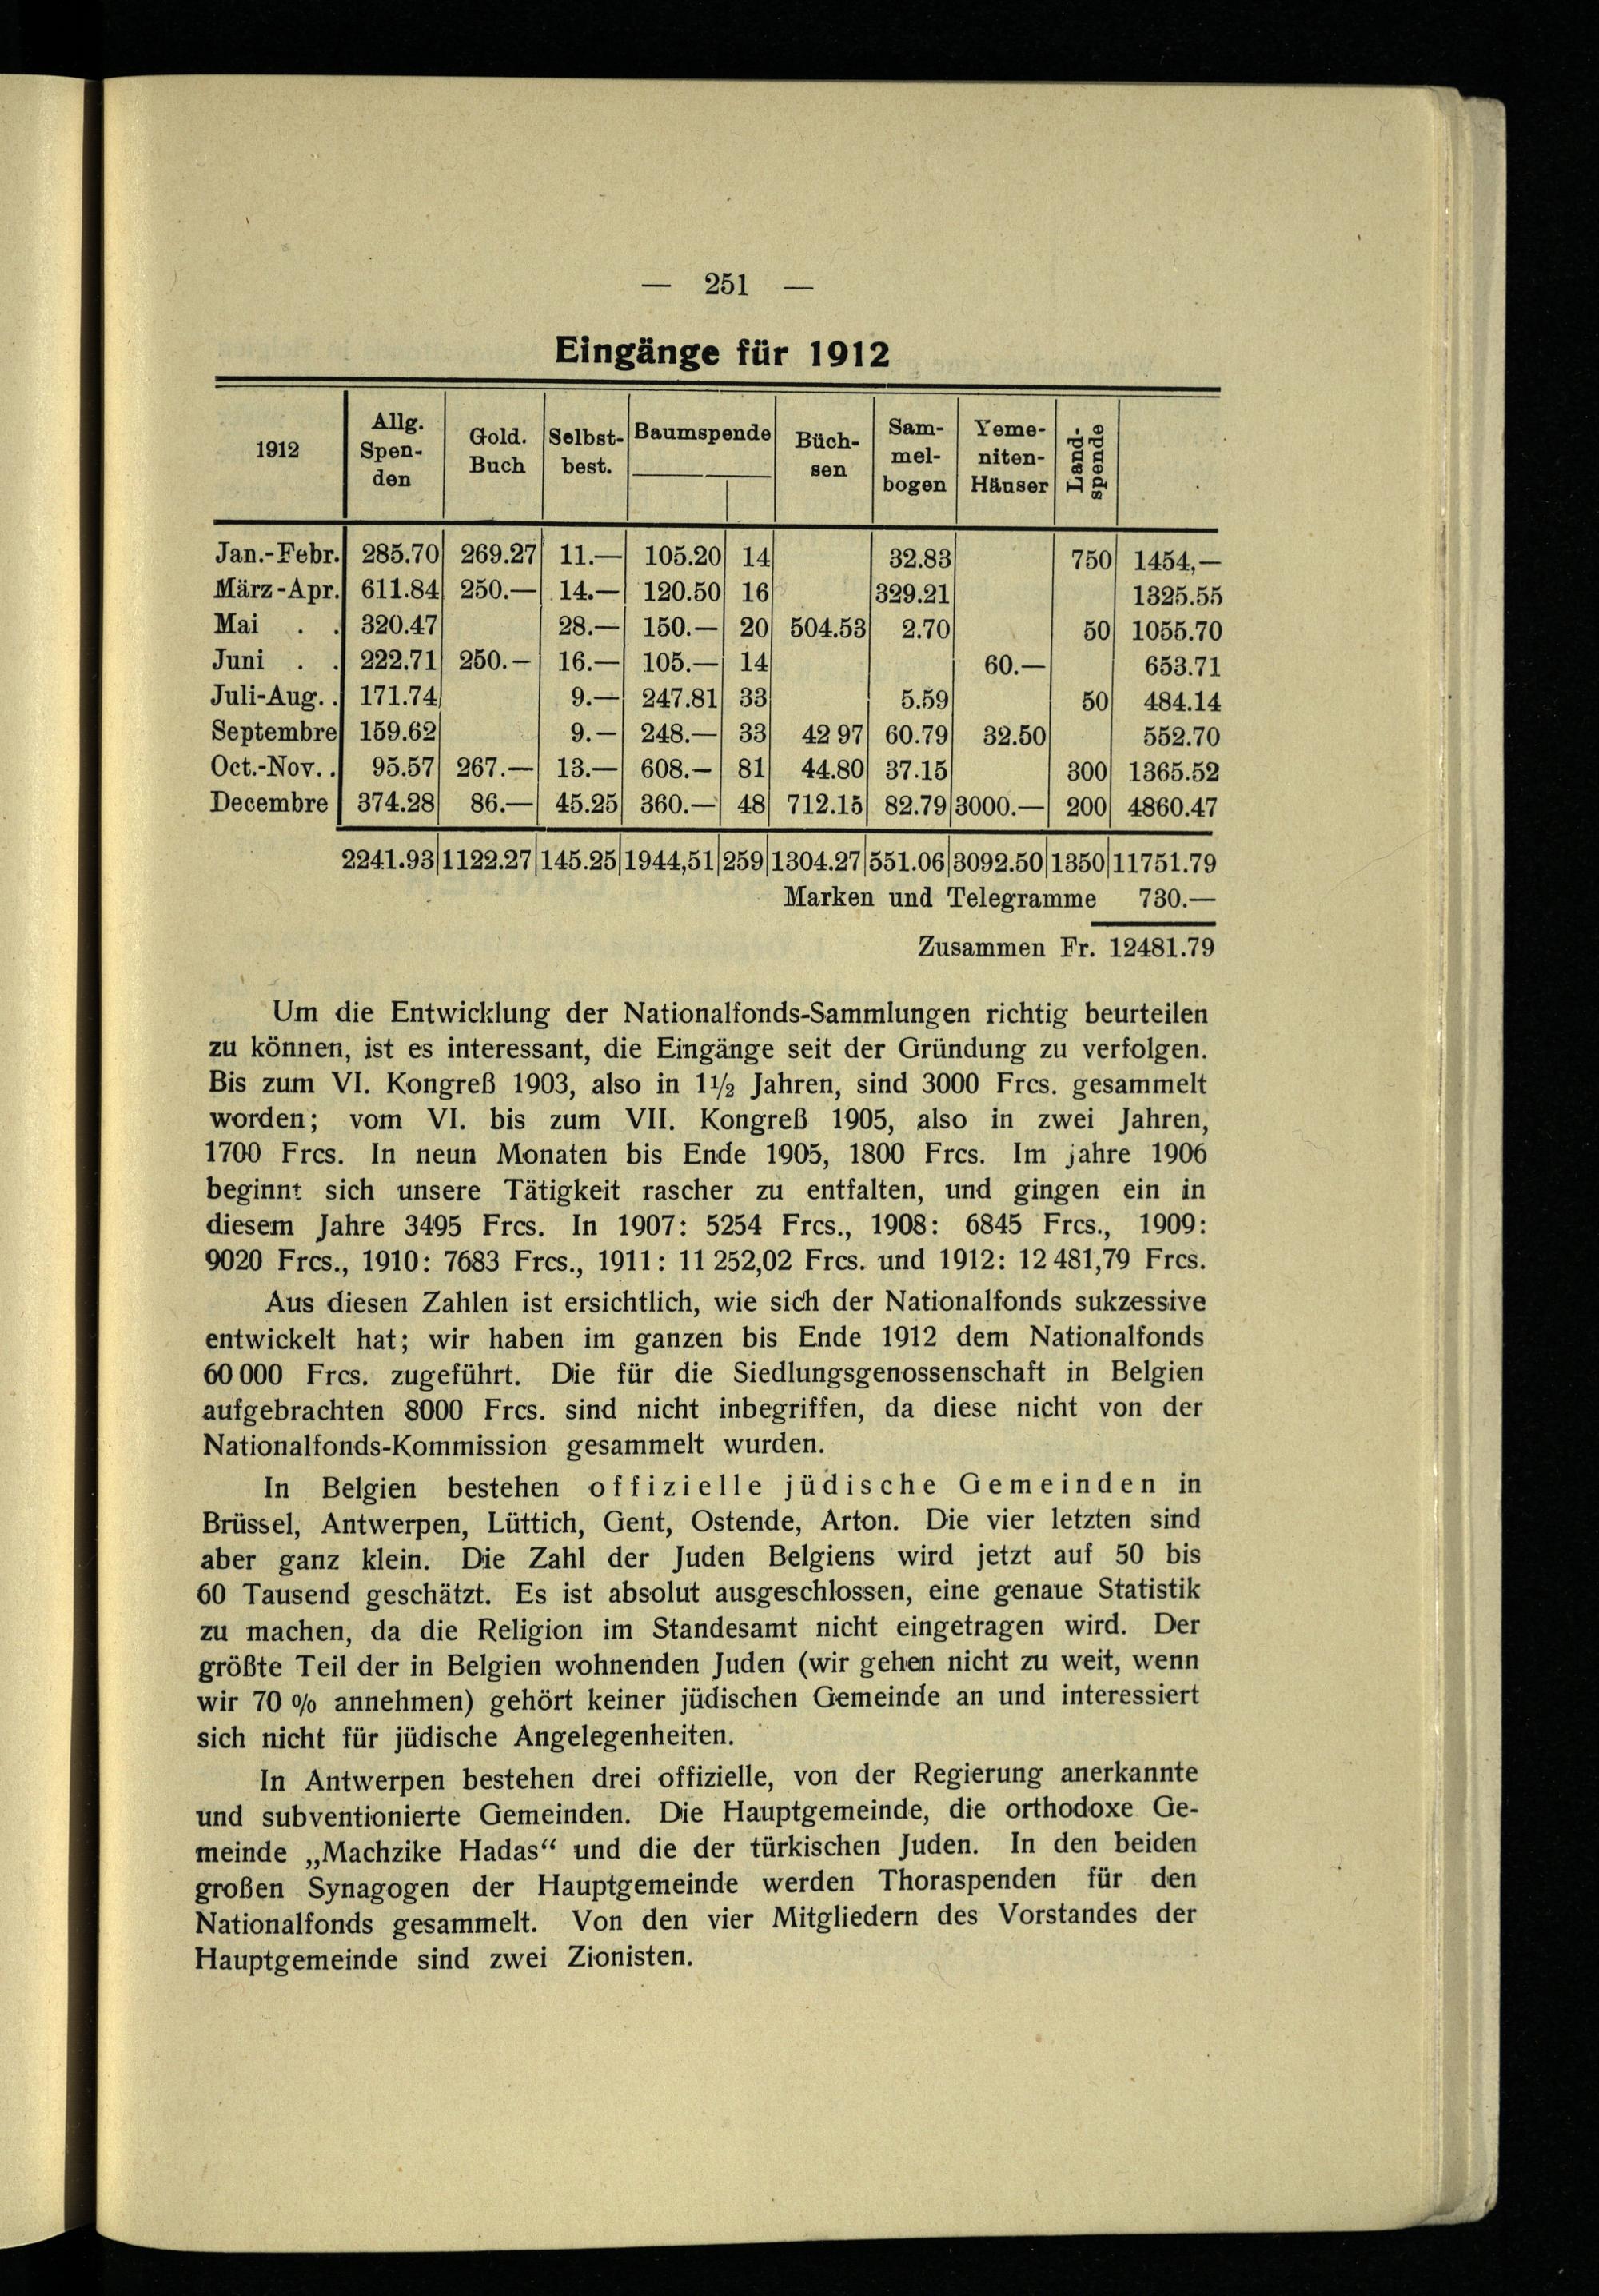 — 251 —
Eingänge für 1912
1912 Allg. Spen- den Gold. Buch Selbst- best. Baumspende Büch- sen Sam- mel- bogen Yeme- niten- Häuser Land- spende
Jan.-Febr. 285.70 269.27 11.— 105.20 14 32.83 750 1454,—
März-Apr. 611.84 250.— 14.— 120.50 16 329.21 1325.55
Mai . . 320.47 28.— 150.— 20 504.53 2.70 50 1055.70
Juni . . 222.71 250.— 16.— 105.— 14 60.— 653.71
Juli-Aug. . 171.74 9.— 247.81 33 5.59 50 484.14
Septembre 159.62 9.— 248.— 33 42 97 60.79 32.50 552.70
Oct.-Nov. . 95.57 267.— 13.— 608.— 81 44.80 37.15 300 1365.52
Decembre 374.28 86.— 45.25 360.— 48 712.15 82.79 3000.— 200 4860.47
2241.93 1122.27 145.25 1944,51 259 1304.27 551.06 3092.50 1350 11751.79
Marken und Telegramme 730.—
Zusammen Fr. 12481.79
Um die Entwicklung der Nationalfonds-Sammlungen richtig beurteilen
zu können, ist es interessant, die Eingänge seit der Gründung zu verfolgen.
Bis zum VI. Kongreß 1903, also in 1½ Jahren, sind 3000 Frcs. gesammelt
worden; vom VI. bis zum VII. Kongreß 1905, also in zwei Jahren,
1700 Frcs. In neun Monaten bis Ende 1905, 1800 Frcs. Im jahre 1906
beginnt sich unsere Tätigkeit rascher zu entfalten, und gingen ein in
diesem Jahre 3495 Frcs. In 1907: 5254 Frcs., 1908: 6845 Frcs., 1909:
9020 Frcs., 1910: 7683 Frcs., 1911: 11 252,02 Frcs. und 1912: 12 481,79 Frcs.
Aus diesen Zahlen ist ersichtlich, wie sich der Nationalfonds sukzessive
entwickelt hat; wir haben im ganzen bis Ende 1912 dem Nationalfonds
60 000 Frcs. zugeführt. Die für die Siedlungsgenossenschaft in Belgien
aufgebrachten 8000 Frcs. sind nicht inbegriffen, da diese nicht von der
Nationalfonds-Kommission gesammelt wurden.
In Belgien bestehen offizielle jüdische Gemeinden in
Brüssel, Antwerpen, Lüttich, Gent, Ostende, Arton. Die vier letzten sind
aber ganz klein. Die Zahl der Juden Belgiens wird jetzt auf 50 bis
60 Tausend geschätzt. Es ist absolut ausgeschlossen, eine genaue Statistik
zu machen, da die Religion im Standesamt nicht eingetragen wird. Der
größte Teil der in Belgien wohnenden Juden (wir gehen nicht zu weit, wenn
wir 70 % annehmen) gehört keiner jüdischen Gemeinde an und interessiert
sich nicht für jüdische Angelegenheiten.
In Antwerpen bestehen drei offizielle, von der Regierung anerkannte
und subventionierte Gemeinden. Die Hauptgemeinde, die orthodoxe Ge-
meinde „Machzike Hadas“ und die der türkischen Juden. In den beiden
großen Synagogen der Hauptgemeinde werden Thoraspenden für den
Nationalfonds gesammelt. Von den vier Mitgliedern des Vorstandes der
Hauptgemeinde sind zwei Zionisten.